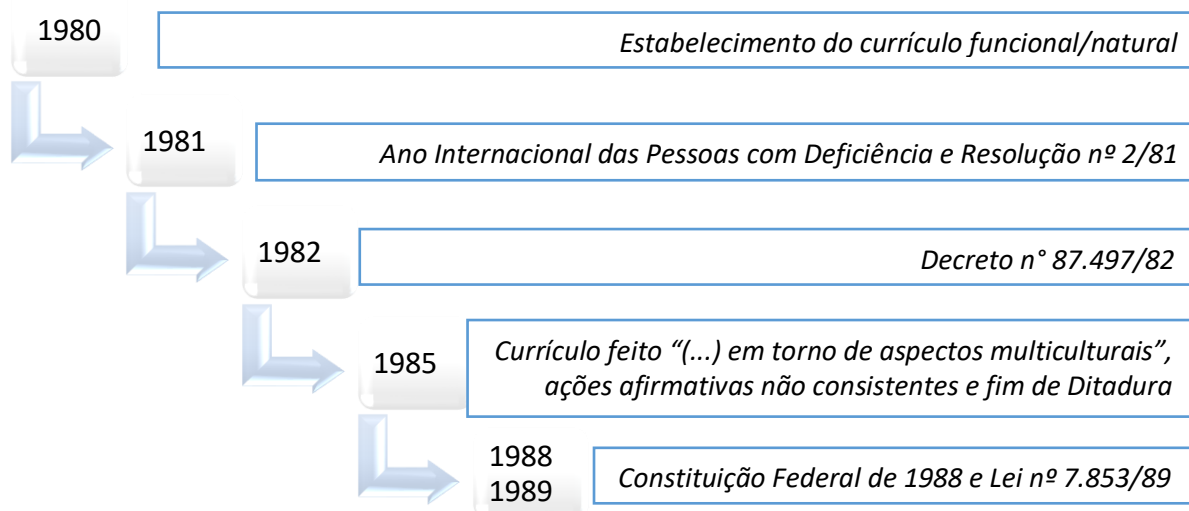 1980
Estabelecimento do currículo funcional/natural
1981
Ano Internacional das Pessoas com Deficiência e Resolução nº 2/81
1982
Decreto n° 87.497/82
1985
Currículo feito “(...) em torno de aspectos multiculturais”,
ações afirmativas não consistentes e fim de Ditadura
1988
1989
Constituição Federal de 1988 e Lei nº 7.853/89